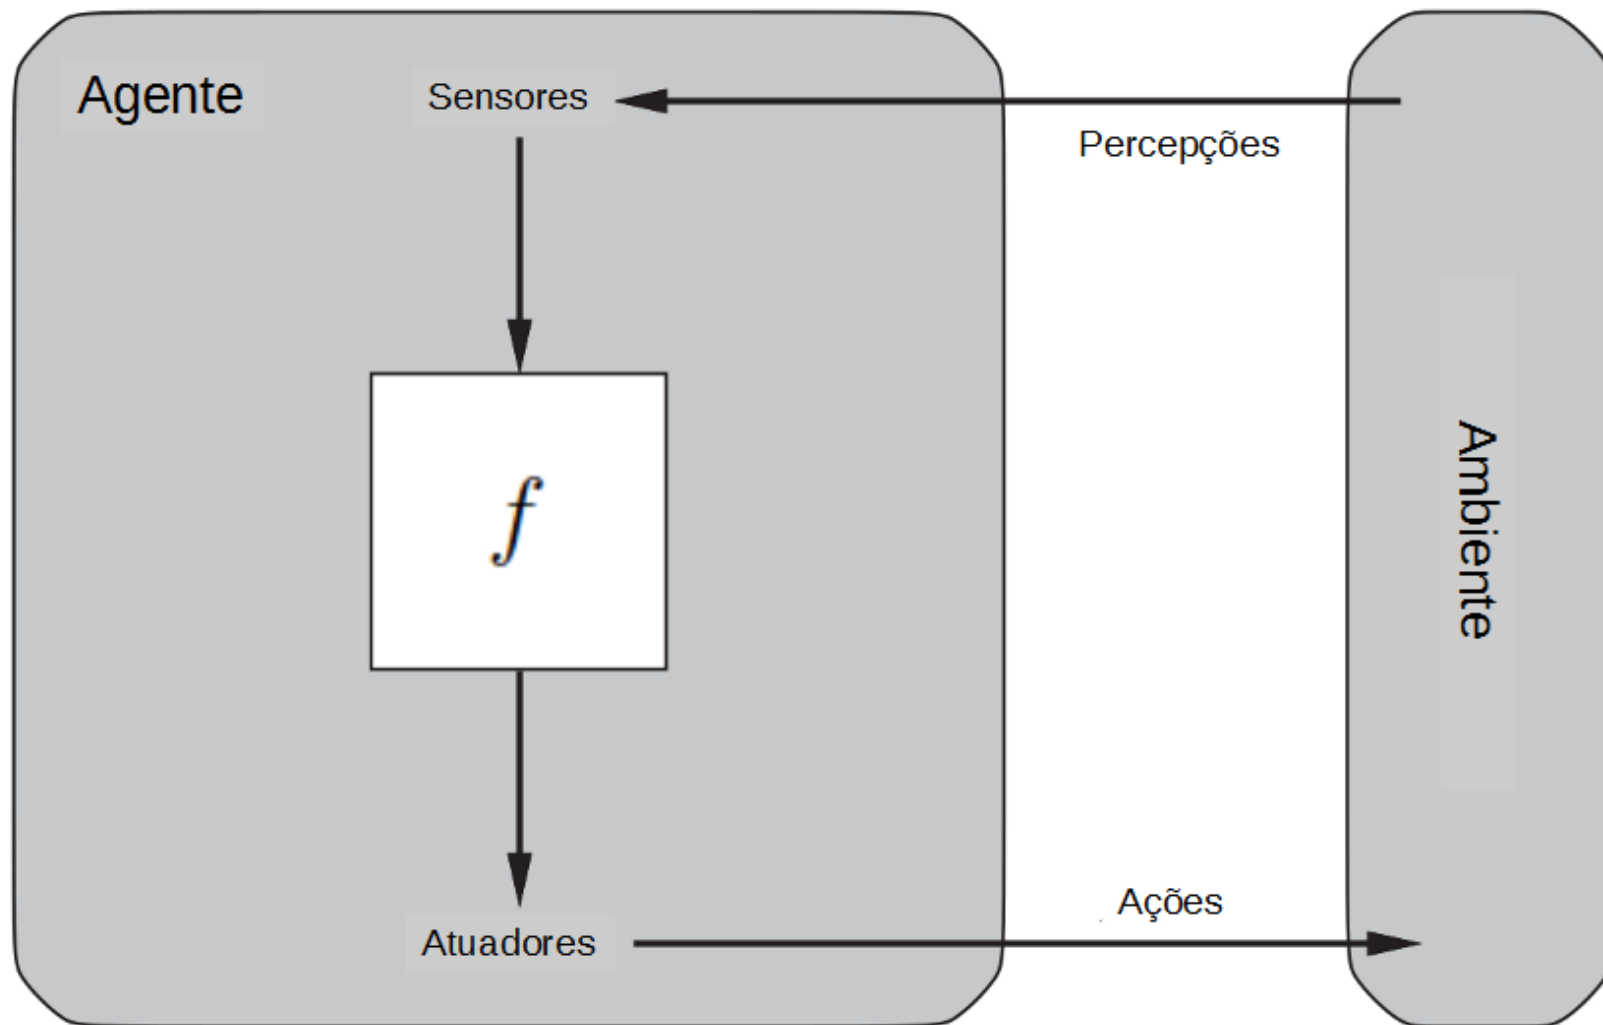 Agente
Sensores
Percepções
f
Ambiente
Ações
Atuadores